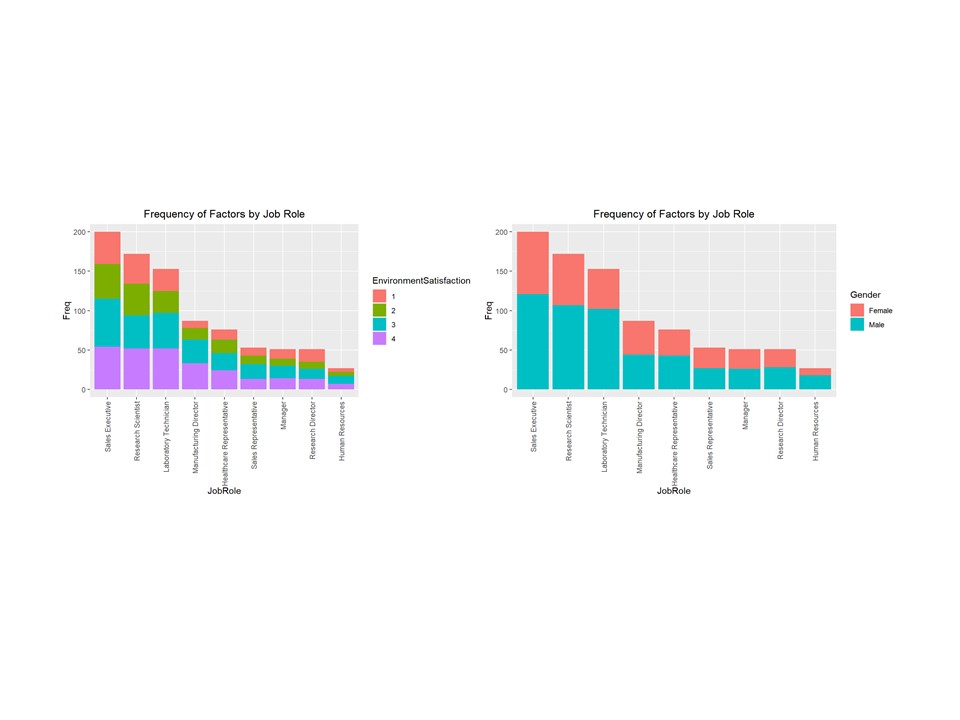 Frequency of Factors by Job Role
200
150
100
50
0
Freq
Sales Executive
Research Scientist
Laboratory Technician
Manufacturing Director
Healthcare Representative
Sales Representative
Manager
Research Director
Human Resources
JobRole
EnvironmentSatisfaction
1
2
3
4
Frequency of Factors by Job Role
200
150
100
50
0
Freq
Sales Executive
Research Scientist
Laboratory Technician
Manufacturing Director
Healthcare Representative
Sales Representative
Manager
Research Director
Human Resources
JobRole
Gender
Female
Male